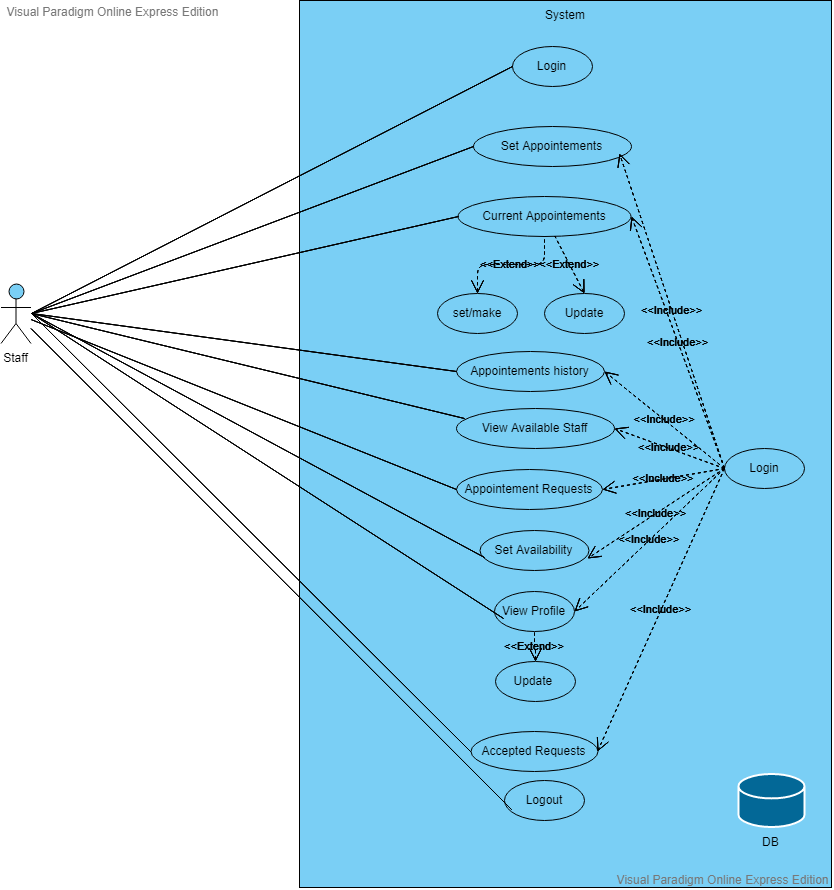 Visual Paradigm Online Express Edition
System
Login
Set Appointements
Current Appointements
<<Extend>>
<<Extend>>
set/make
Update
<<Include>>
<<Include>>
Staff
Appointements history
<<Include>>
View Available Staff
<<Include>>
Login
<<Include>>
Appointement Requests
<<Include>>
<<Include>>
Set Availability
View Profile
<<Include>>
<<Extend>>
Update
Accepted Requests
Logout
DB
Visual Paradigm Online Express Edition